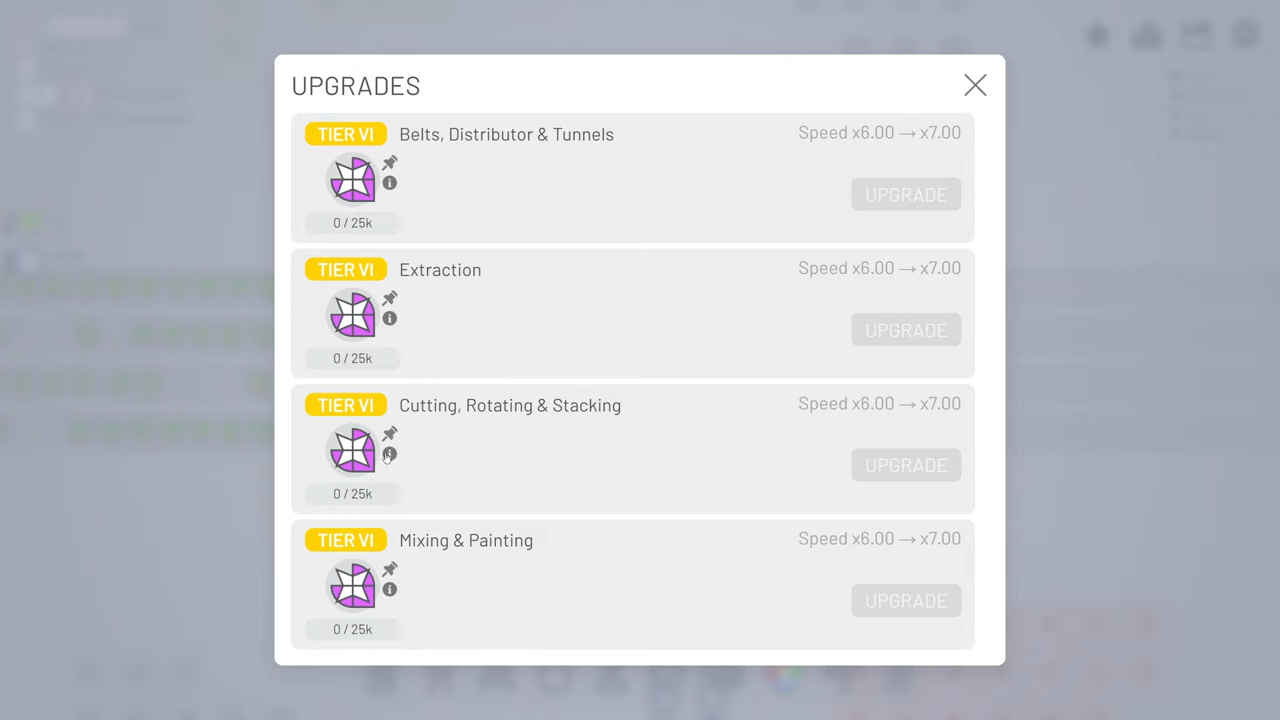 UPGRADES
TIER VI Belts, Distributor & Tunnels Speed x6.00 → x7.00
0 / 25k
UPGRADE
TIER VI Extraction Speed x6.00 → x7.00
0 / 25k
UPGRADE
TIER VI Cutting, Rotating & Stacking Speed x6.00 → x7.00
0 / 25k
UPGRADE
TIER VI Mixing & Painting Speed x6.00 → x7.00
0 / 25k
UPGRADE